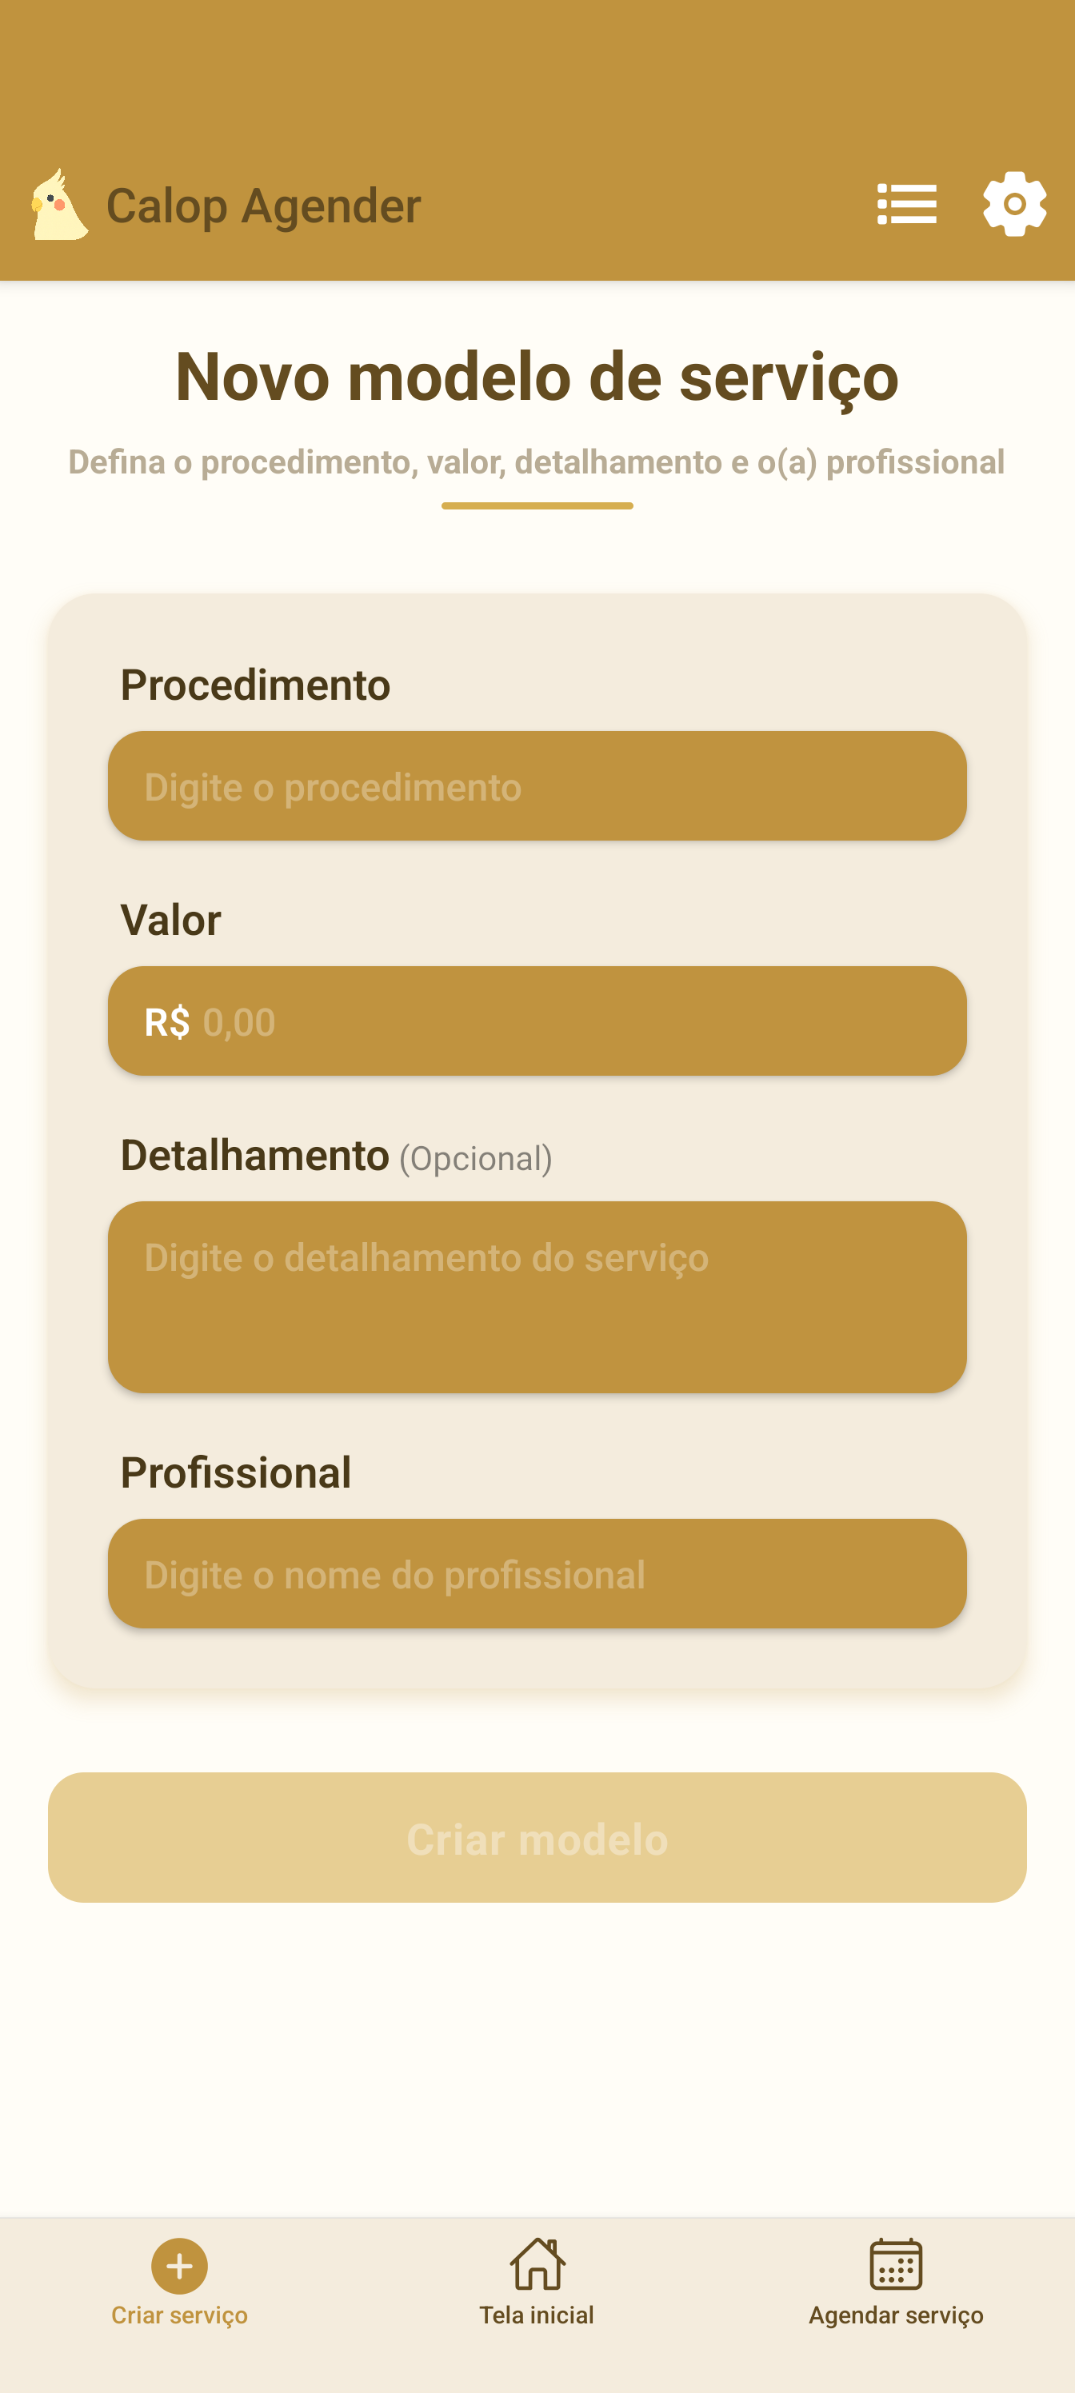 Calop Agender
Novo modelo de serviço
Defina o procedimento, valor, detalhamento e o(a) profissional
Procedimento
Digite o procedimento
Valor
R$ 0,00
Detalhamento (Opcional)
Digite o detalhamento do serviço
Profissional
Digite o nome do profissional
Criar modelo
Criar serviço
Tela inicial
Agendar serviço